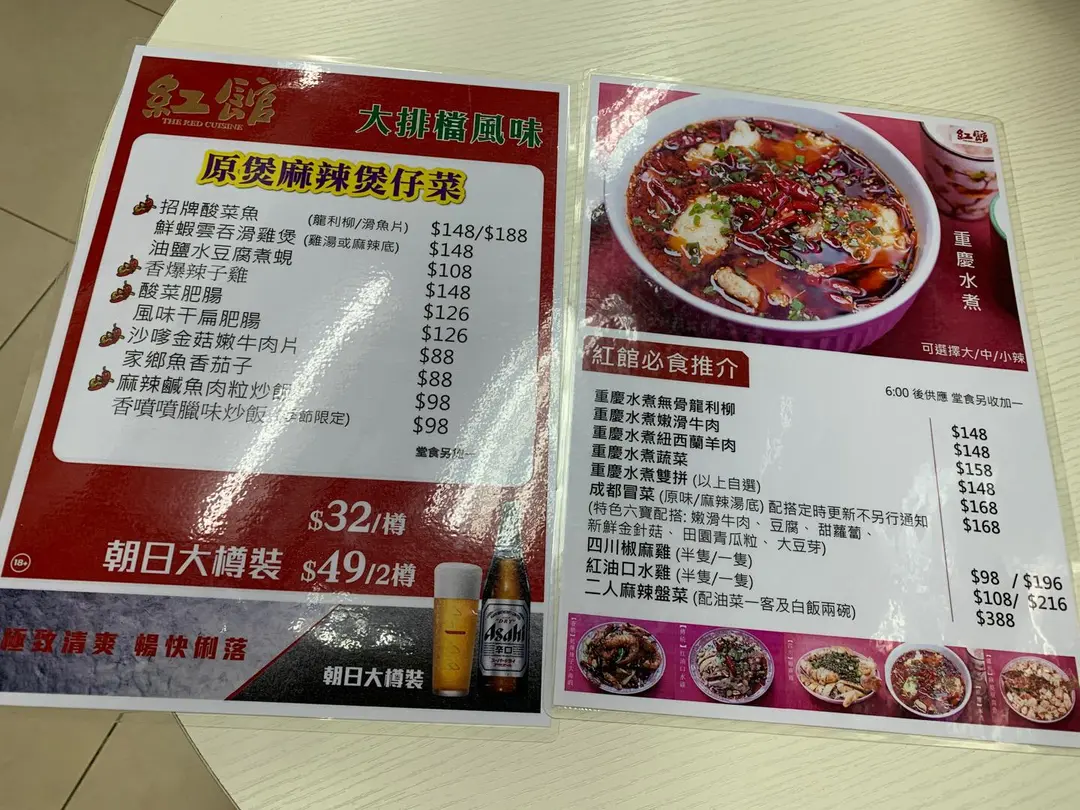 紅館
THE RED CUISINE
大排檔風味
原煲麻辣煲仔菜
招牌酸菜魚 (龍利柳/滑魚片) $148/$188
鮮蝦雲吞滑雞煲 (雞湯或麻辣底) $148
油鹽水豆腐煮蜆 $108
香爆辣子雞 $148
酸菜肥腸 $126
風味干扁肥腸 $126
沙嗲金菇嫩牛肉片 $88
家鄉魚香茄子 $88
麻辣鹹魚肉粒炒飯 $98
香噴噴臘味炒飯 (季節限定) $98
堂食另加一
$32/樽
朝日大樽裝 $49/2樽
18+
極致清爽 暢快俐落
朝日大樽裝
Asahi
辛口
紅館
重慶水煮
可選擇大/中/小辣
紅館必食推介
6:00 後供應 堂食另收加一
重慶水煮無骨龍利柳 $148
重慶水煮嫩滑牛肉 $148
重慶水煮紐西蘭羊肉 $158
重慶水煮蔬菜 $148
重慶水煮雙拼 (以上自選) $168
成都冒菜 (原味/麻辣湯底) 配搭定時更新不另行通知 $168
(特色六寶配搭: 嫩滑牛肉、豆腐、甜蘿蔔、
新鮮金針菇、田園青瓜粒、大豆芽)
四川椒麻雞 (半隻/一隻) $98 / $196
紅油口水雞 (半隻/一隻) $108/ $216
二人麻辣盤菜 (配油菜一客及白飯兩碗) $388